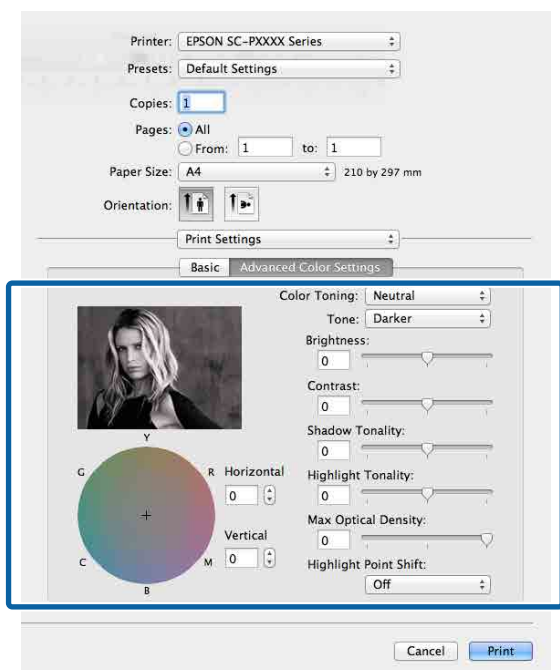 Printer: EPSON SC-PXXXX Series
Presets: Default Settings
Copies: 1
Pages: All
From: 1 to: 1
Paper Size: A4 210 by 297 mm
Orientation:
Print Settings
Basic Advanced Color Settings
Color Toning: Neutral
Tone: Darker
Brightness:
0
Contrast:
0
Shadow Tonality:
0
Highlight Tonality:
0
Max Optical Density:
0
Highlight Point Shift:
Off
Y
G R
C M
B
Horizontal
0
Vertical
0
Cancel Print